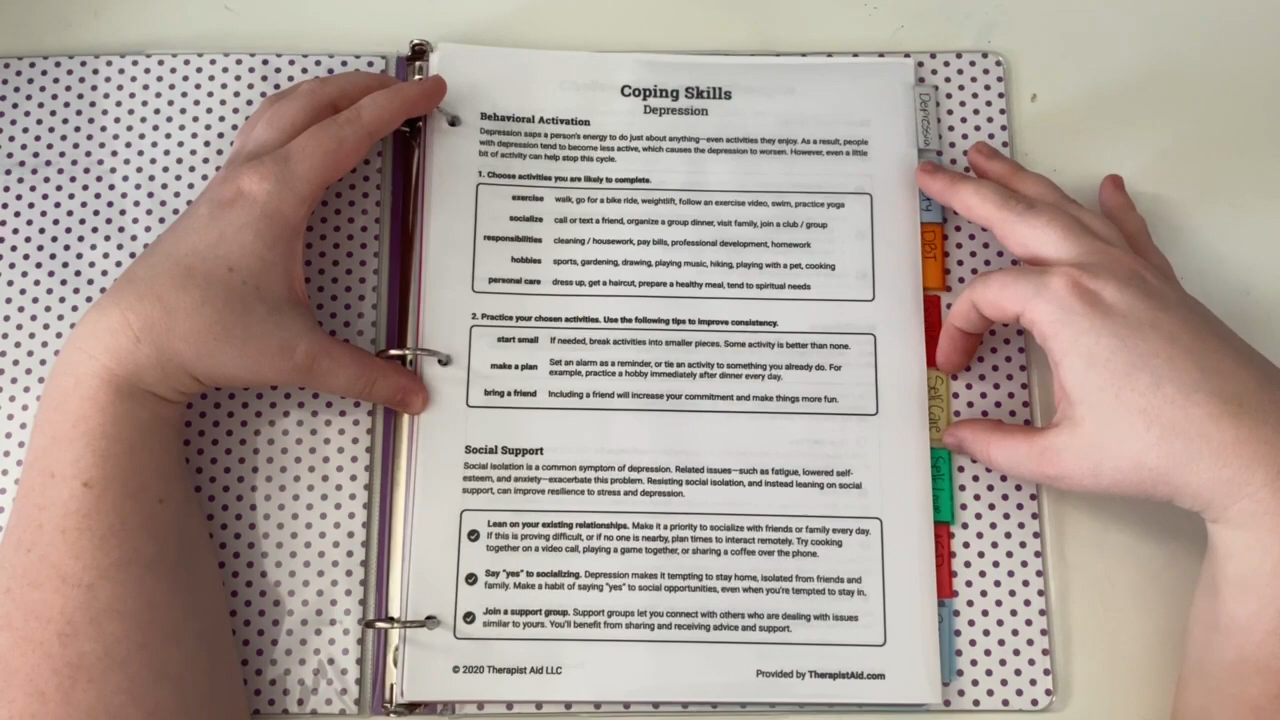 Coping Skills
Depression
Behavioral Activation
Depression saps a person's energy to do just about anything—even activities they enjoy. As a result, people
with depression tend to become less active, which causes the depression to worsen. However, even a little
bit of activity can help stop this cycle.
1. Choose activities you are likely to complete.
exercise walk, go for a bike ride, weightlift, follow an exercise video, swim, practice yoga
socialize call or text a friend, organize a group dinner, visit family, join a club / group
responsibilities cleaning / housework, pay bills, professional development, homework
hobbies sports, gardening, drawing, playing music, hiking, playing with a pet, cooking
personal care dress up, get a haircut, prepare a healthy meal, tend to spiritual needs
2. Practice your chosen activities. Use the following tips to improve consistency.
start small If needed, break activities into smaller pieces. Some activity is better than none.
make a plan Set an alarm as a reminder, or tie an activity to something you already do. For
example, practice a hobby immediately after dinner every day.
bring a friend Including a friend will increase your commitment and make things more fun.
Social Support
Social isolation is a common symptom of depression. Related issues—such as fatigue, lowered self-
esteem, and anxiety—exacerbate this problem. Resisting social isolation, and instead leaning on social
support, can improve resilience to stress and depression.
Lean on your existing relationships. Make it a priority to socialize with friends or family every day.
If this is proving difficult, or if no one is nearby, plan times to interact remotely. Try cooking
together on a video call, playing a game together, or sharing a coffee over the phone.
Say "yes" to socializing. Depression makes it tempting to stay home, isolated from friends and
family. Make a habit of saying "yes" to social opportunities, even when you're tempted to stay in.
Join a support group. Support groups let you connect with others who are dealing with issues
similar to yours. You'll benefit from sharing and receiving advice and support.
© 2020 Therapist Aid LLC
Provided by TherapistAid.com
Depression
DBT
Self Care
Self Love